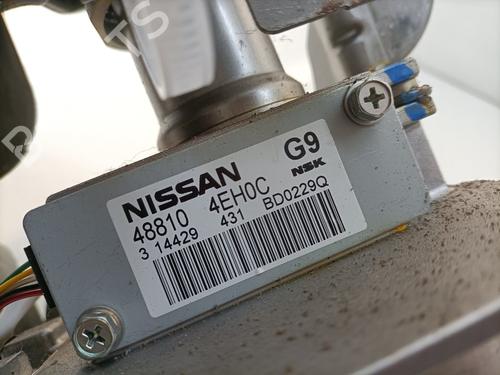 NISSAN G9
48810 4EH0C NSK
3 14429 431 BD0229Q